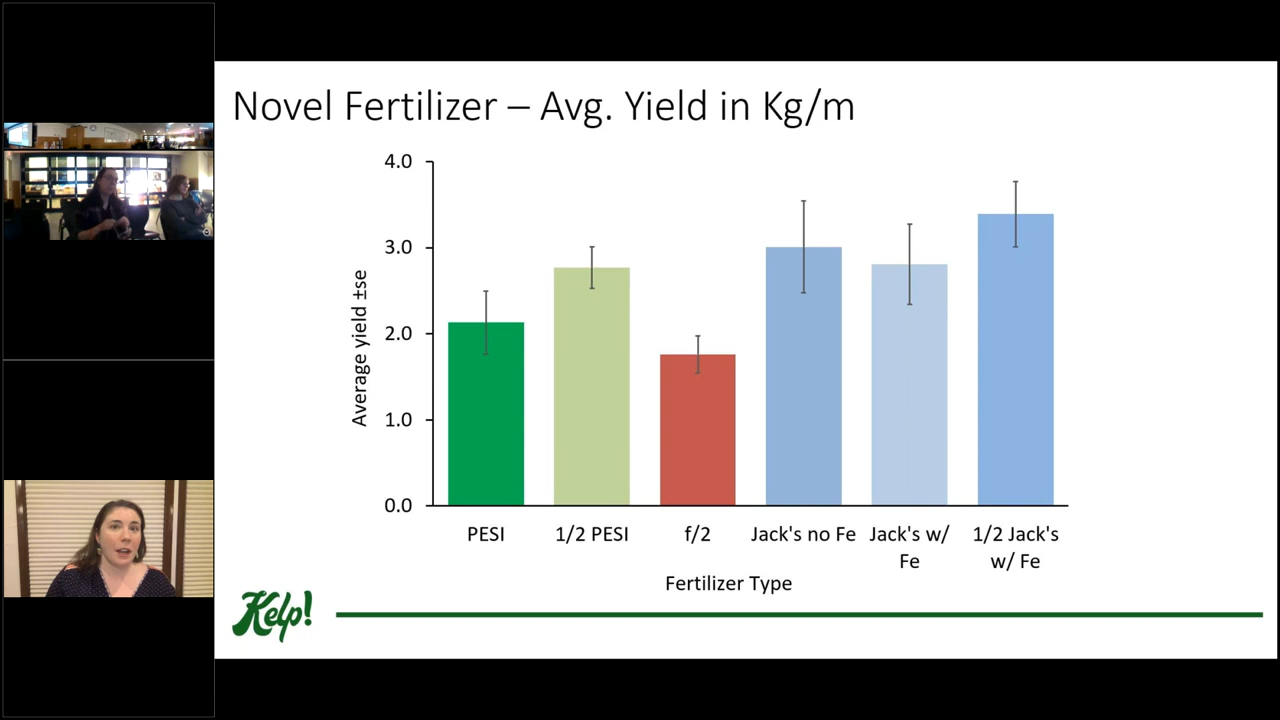 Novel Fertilizer – Avg. Yield in Kg/m
4.0
3.0
2.0
1.0
0.0
Average yield ±se
PESI
1/2 PESI
f/2
Jack's no Fe
Jack's w/
Fe
1/2 Jack's
w/ Fe
Fertilizer Type
Kelp!